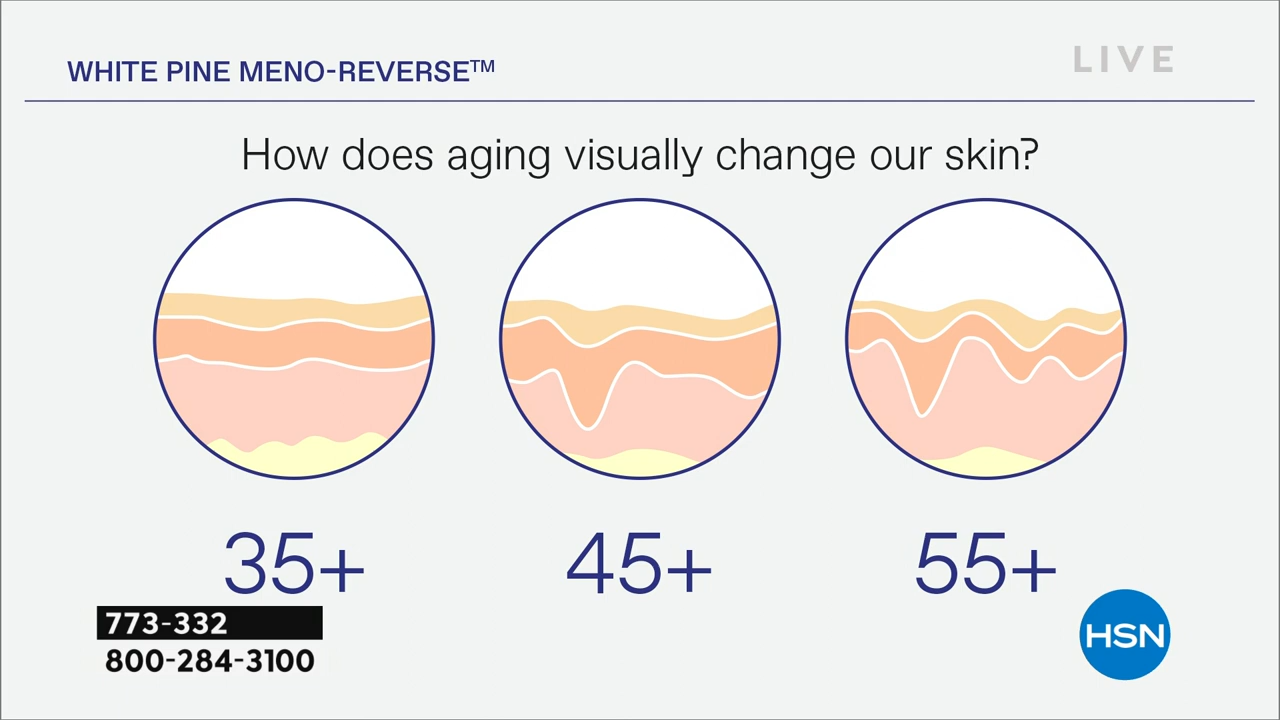 WHITE PINE MENO-REVERSE™
LIVE
How does aging visually change our skin?
35+
45+
55+
773-332
800-284-3100
HSN